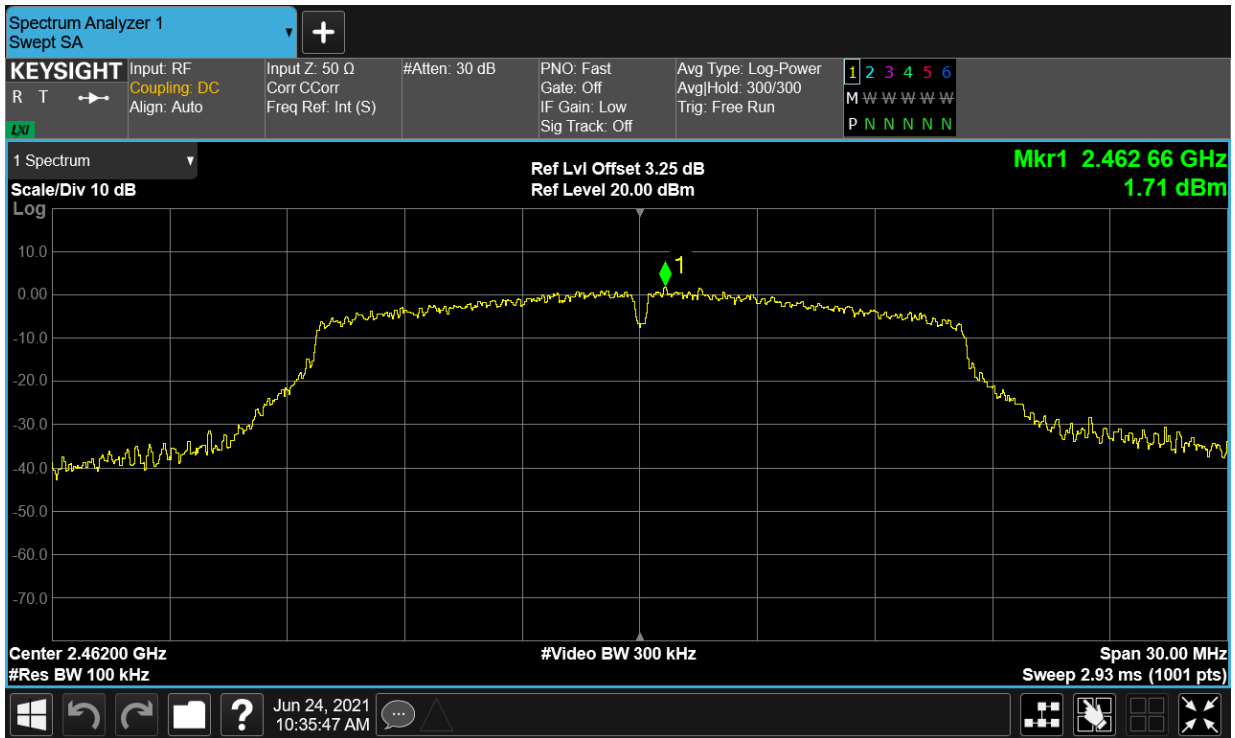 Spectrum Analyzer 1
Swept SA
KEYSIGHT
R T
LXI
Input: RF
Coupling: DC
Align: Auto
Input Z: 50 Ω
Corr CCorr
Freq Ref: Int (S)
#Atten: 30 dB
PNO: Fast
Gate: Off
IF Gain: Low
Sig Track: Off
Avg Type: Log-Power
Avg|Hold: 300/300
Trig: Free Run
1 2 3 4 5 6
M W W W W W
P N N N N N
1 Spectrum
Scale/Div 10 dB
Log
Ref Lvl Offset 3.25 dB
Ref Level 20.00 dBm
Mkr1 2.462 66 GHz
1.71 dBm
1
10.0
0.00
-10.0
-20.0
-30.0
-40.0
-50.0
-60.0
-70.0
Center 2.46200 GHz
#Res BW 100 kHz
#Video BW 300 kHz
Span 30.00 MHz
Sweep 2.93 ms (1001 pts)
?
Jun 24, 2021
10:35:47 AM